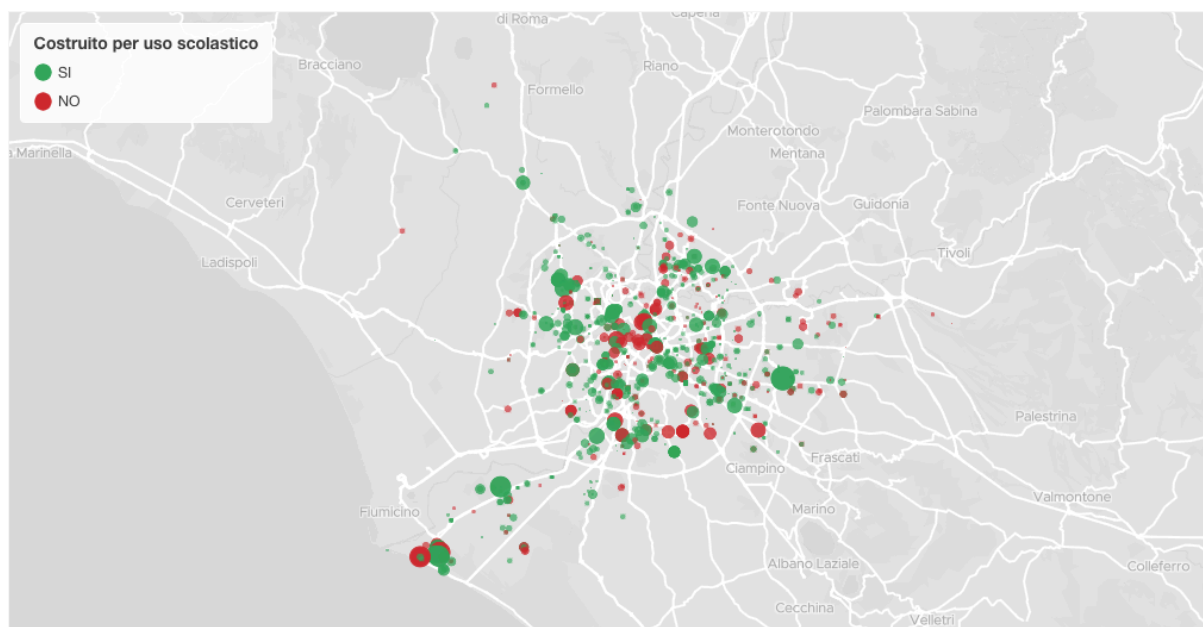 Costruito per uso scolastico
SI
NO
di Roma
Capena
Bracciano
Riano
Formello
Palombara Sabina
Monterotondo
a Marinella
Mentana
Cerveteri
Fonte Nuova
Guidonia
Tivoli
Ladispoli
Palestrina
Frascati
Ciampino
Valmontone
Fiumicino
Marino
Albano Laziale
Colleferro
Cecchina
Velletri